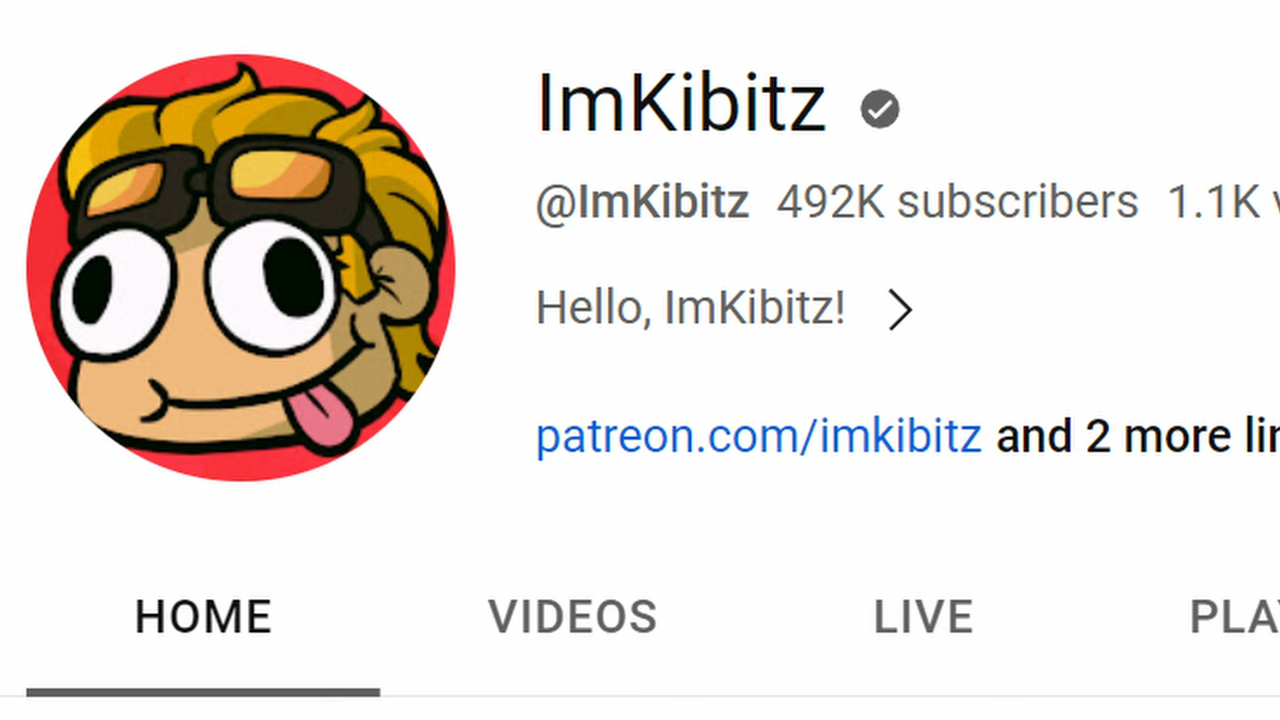 ImKibitz
@ImKibitz 492K subscribers 1.1K
Hello, ImKibitz!
patreon.com/imkibitz and 2 more
HOME VIDEOS LIVE